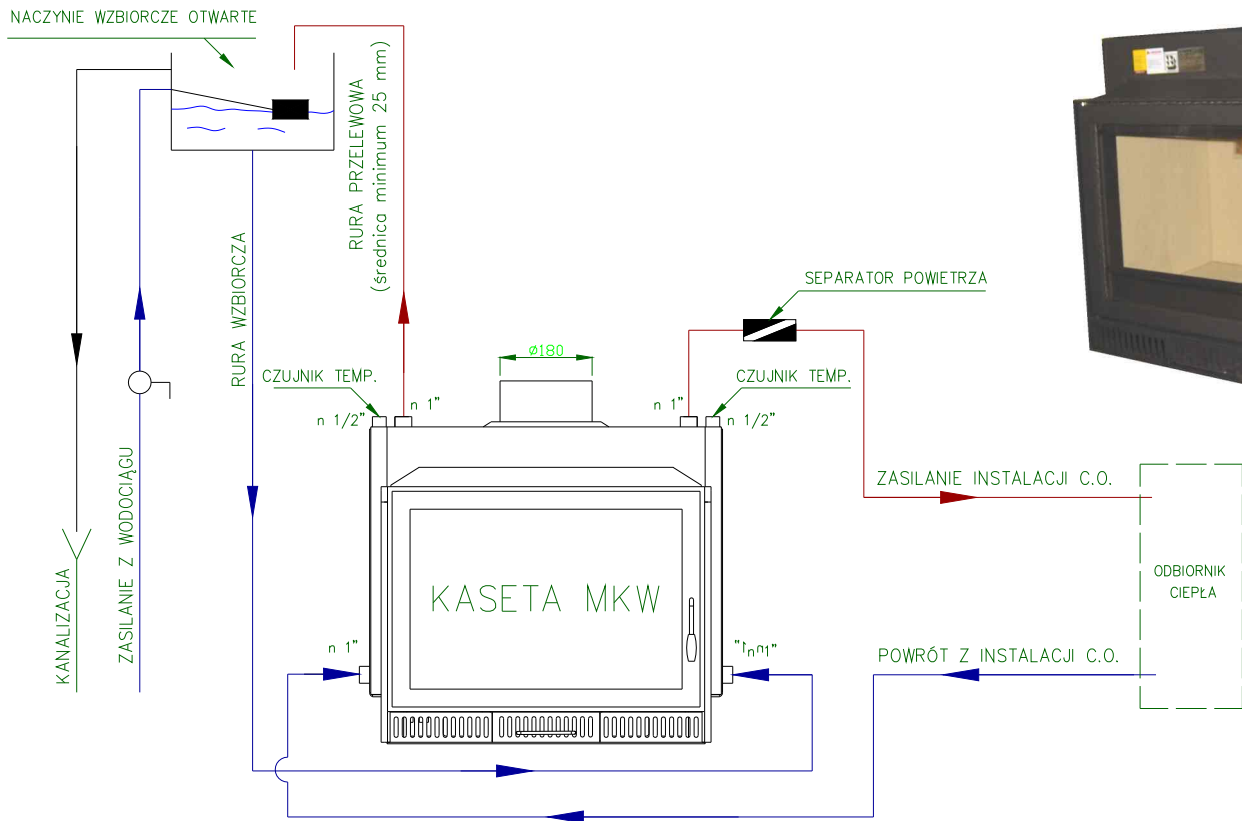 NACZYNIE WZBIORCZE OTWARTE
RURA PRZELEWOWA
(średnica minimum 25 mm)
RURA WZBIORCZA
SEPARATOR POWIETRZA
Ø180
CZUJNIK TEMP.
CZUJNIK TEMP.
n 1"
n 1/2"
n 1"
n 1/2"
ZASILANIE INSTALACJI C.O.
ZASILANIE Z WODOCIĄGU
KANALIZACJA
KASETA MKW
ODBIORNIK
CIEPŁA
n 1"
POWRÓT Z INSTALACJI C.O.